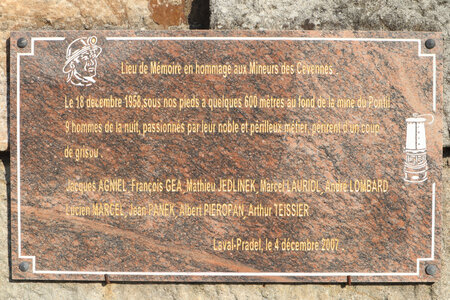 Lieu de Mémoire en hommage aux Mineurs des Cévennes
Le 18 décembre 1958,sous nos pieds a quelques 600 mètres au fond de la mine du Pontil,
9 hommes de la nuit, passionnés par leur noble et périlleux métier, périrent d'un coup
de grisou .
Jacques AGNIEL, François GEA, Mathieu JEDLINEK, Marcel LAURIOL, André LOMBARD
Lucien MARCEL, Jean PANEK, Albert PIEROPAN, Arthur TEISSIER
Laval-Pradel, le 4 décembre 2007